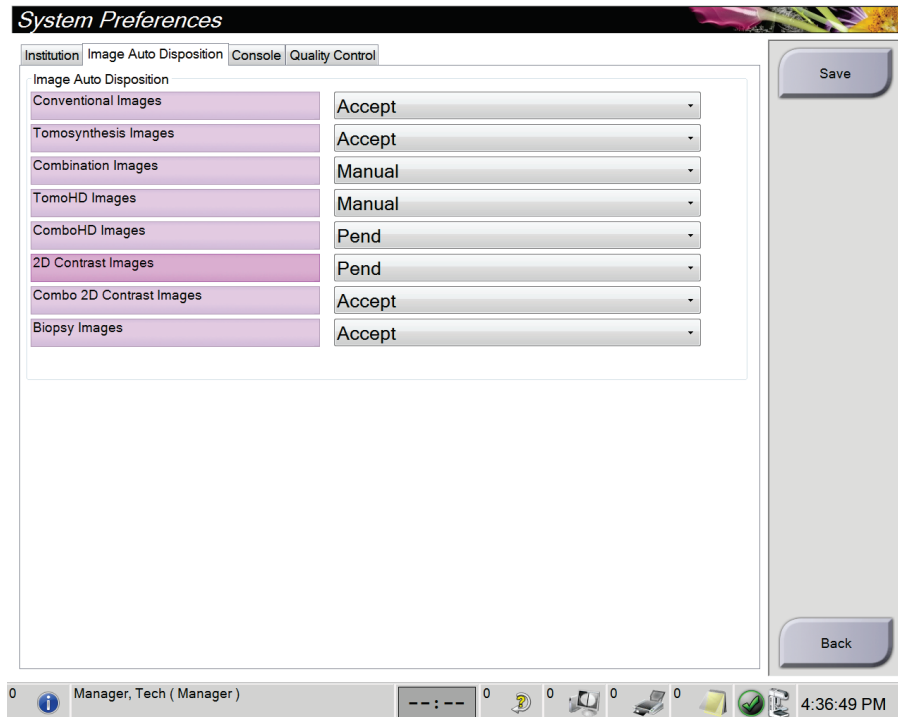 System Preferences
Institution Image Auto Disposition Console Quality Control
Save
Image Auto Disposition
Conventional Images Accept
Tomosynthesis Images Accept
Combination Images Manual
TomoHD Images Manual
ComboHD Images Pend
2D Contrast Images Pend
Combo 2D Contrast Images Accept
Biopsy Images Accept
Back
0 Manager, Tech ( Manager ) --:-- 0 0 0 0 4:36:49 PM